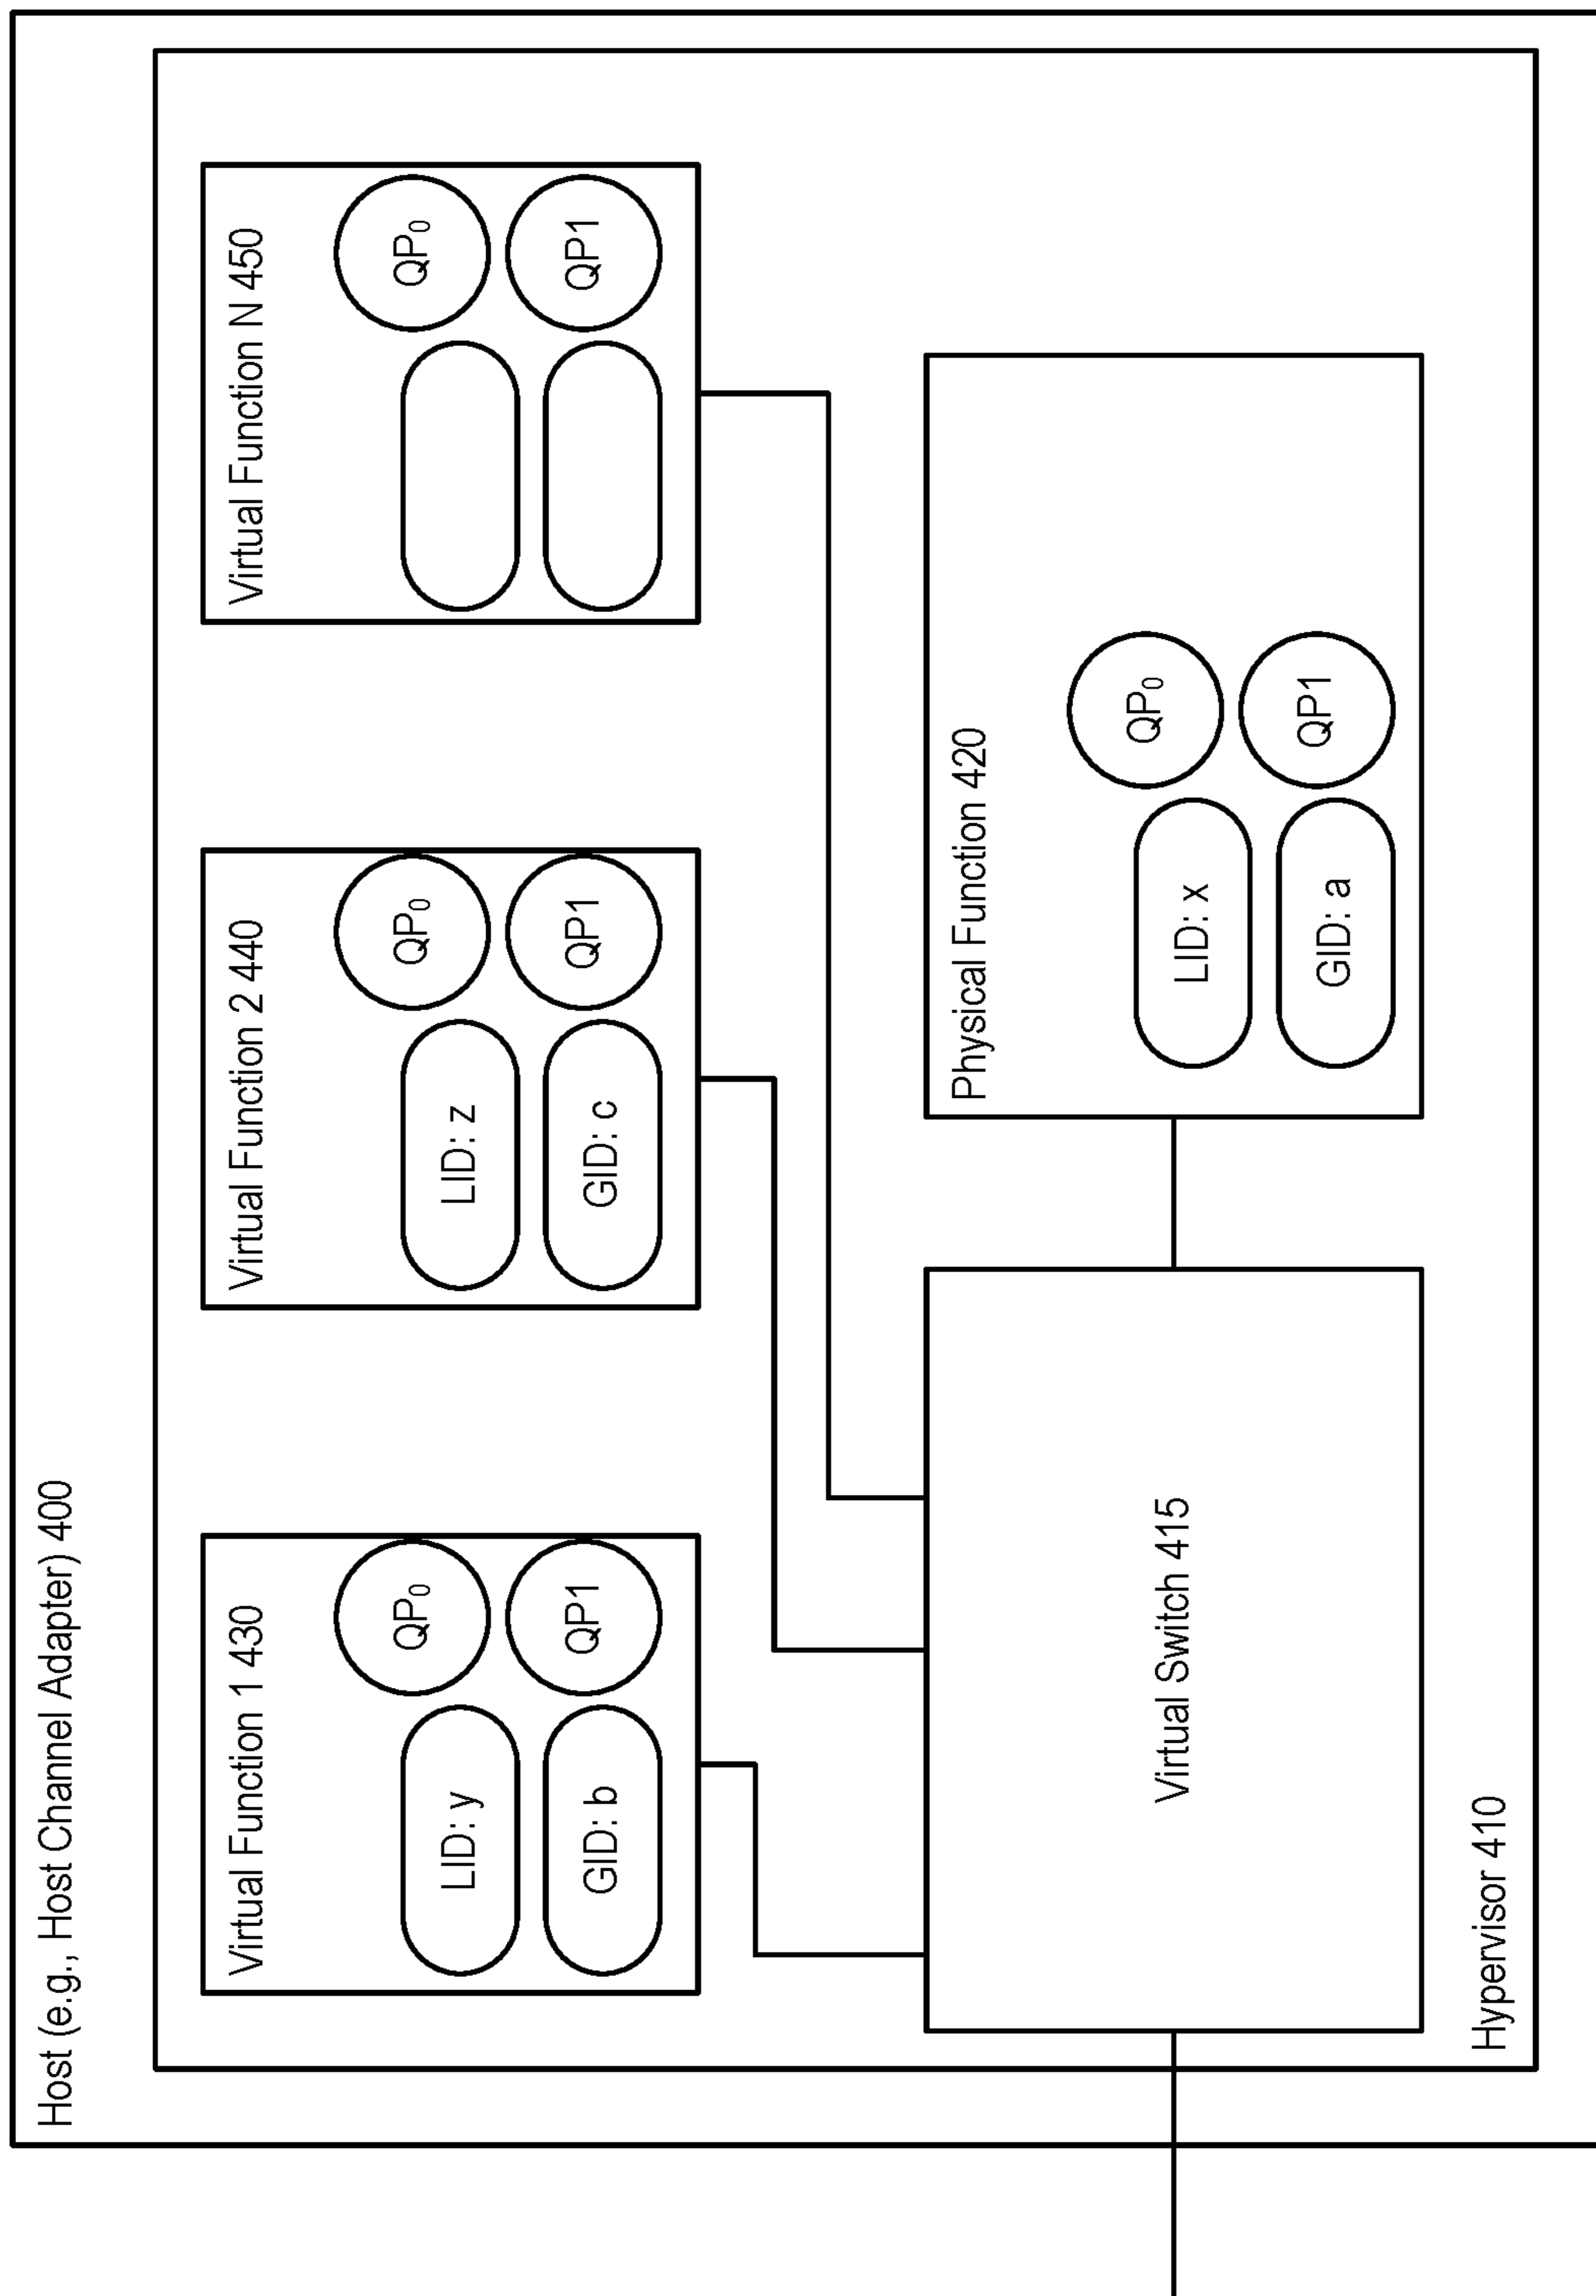 Host (e.g., Host Channel Adapter) 400
Virtual Function 1 430
LID: y
QP₀
GID: b
QP1
Virtual Function 2 440
LID: z
QP₀
GID: c
QP1
Virtual Function N 450
QP₀
QP1
Virtual Switch 415
Physical Function 420
LID: x
QP₀
GID: a
QP1
Hypervisor 410